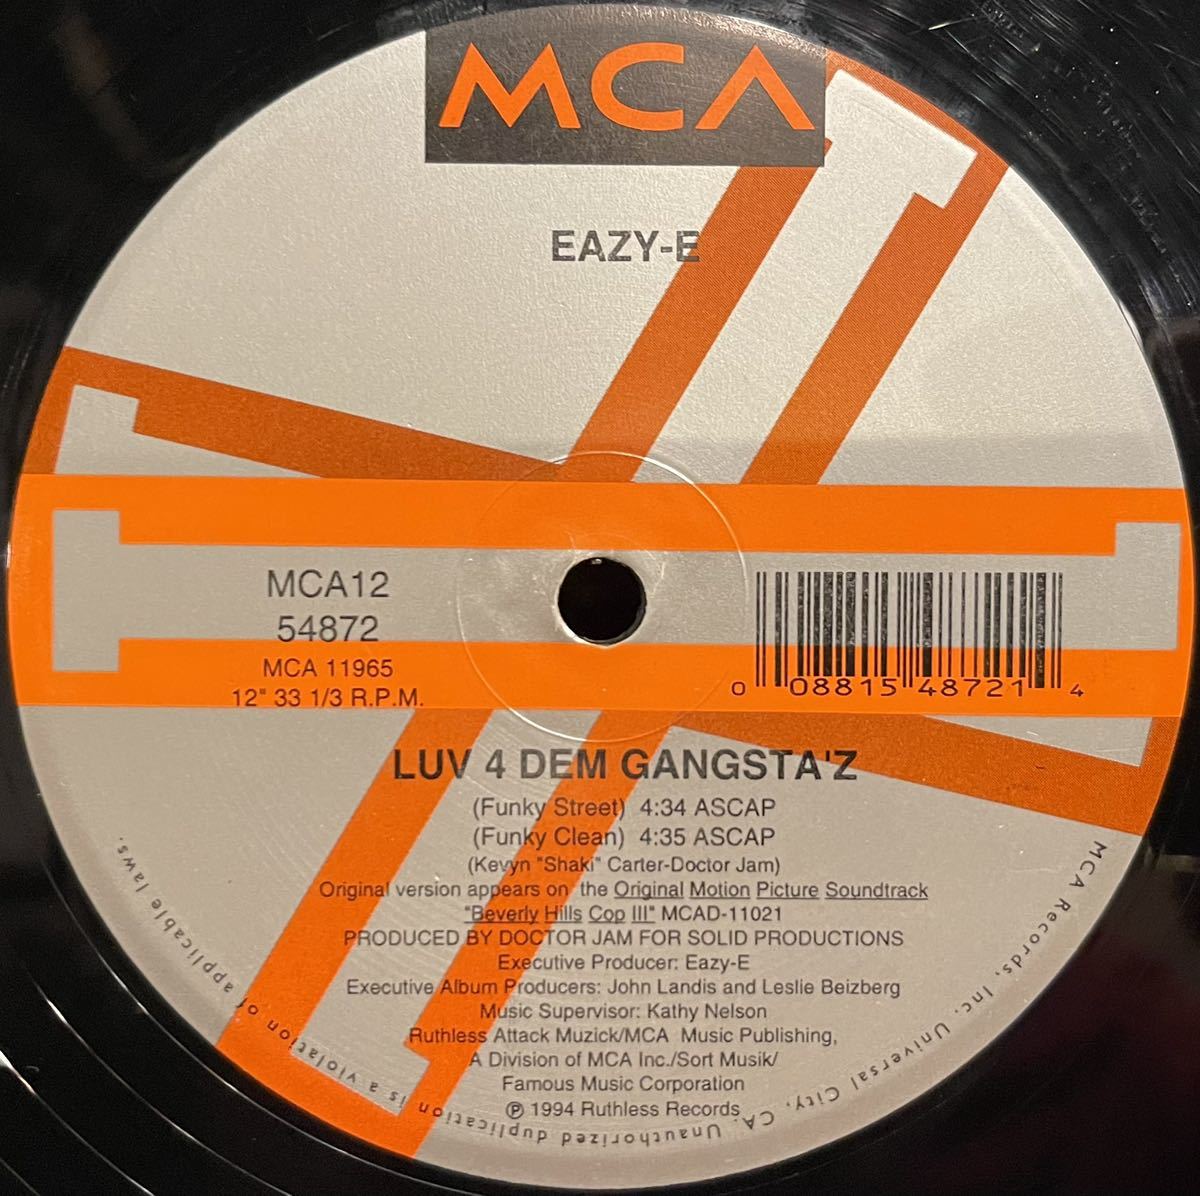 MCA
EAZY-E
MCA12
54872
MCA 11965
12" 33 1/3 R.P.M.
0 08815 48721 4
LUV 4 DEM GANGSTA'Z
(Funky Street) 4:34 ASCAP
(Funky Clean) 4:35 ASCAP
(Kevyn "Shaki" Carter-Doctor Jam)
Original version appears on the Original Motion Picture Soundtrack
"Beverly Hills Cop III" MCAD-11021
PRODUCED BY DOCTOR JAM FOR SOLID PRODUCTIONS
Executive Producer: Eazy-E
Executive Album Producers: John Landis and Leslie Beizberg
Music Supervisor: Kathy Nelson
Ruthless Attack Muzick/MCA Music Publishing,
A Division of MCA Inc./Sort Musik/
Famous Music Corporation
℗ 1994 Ruthless Records
MCA Records, Inc. Universal City, CA. Unauthorized duplication is a violation of applicable laws.